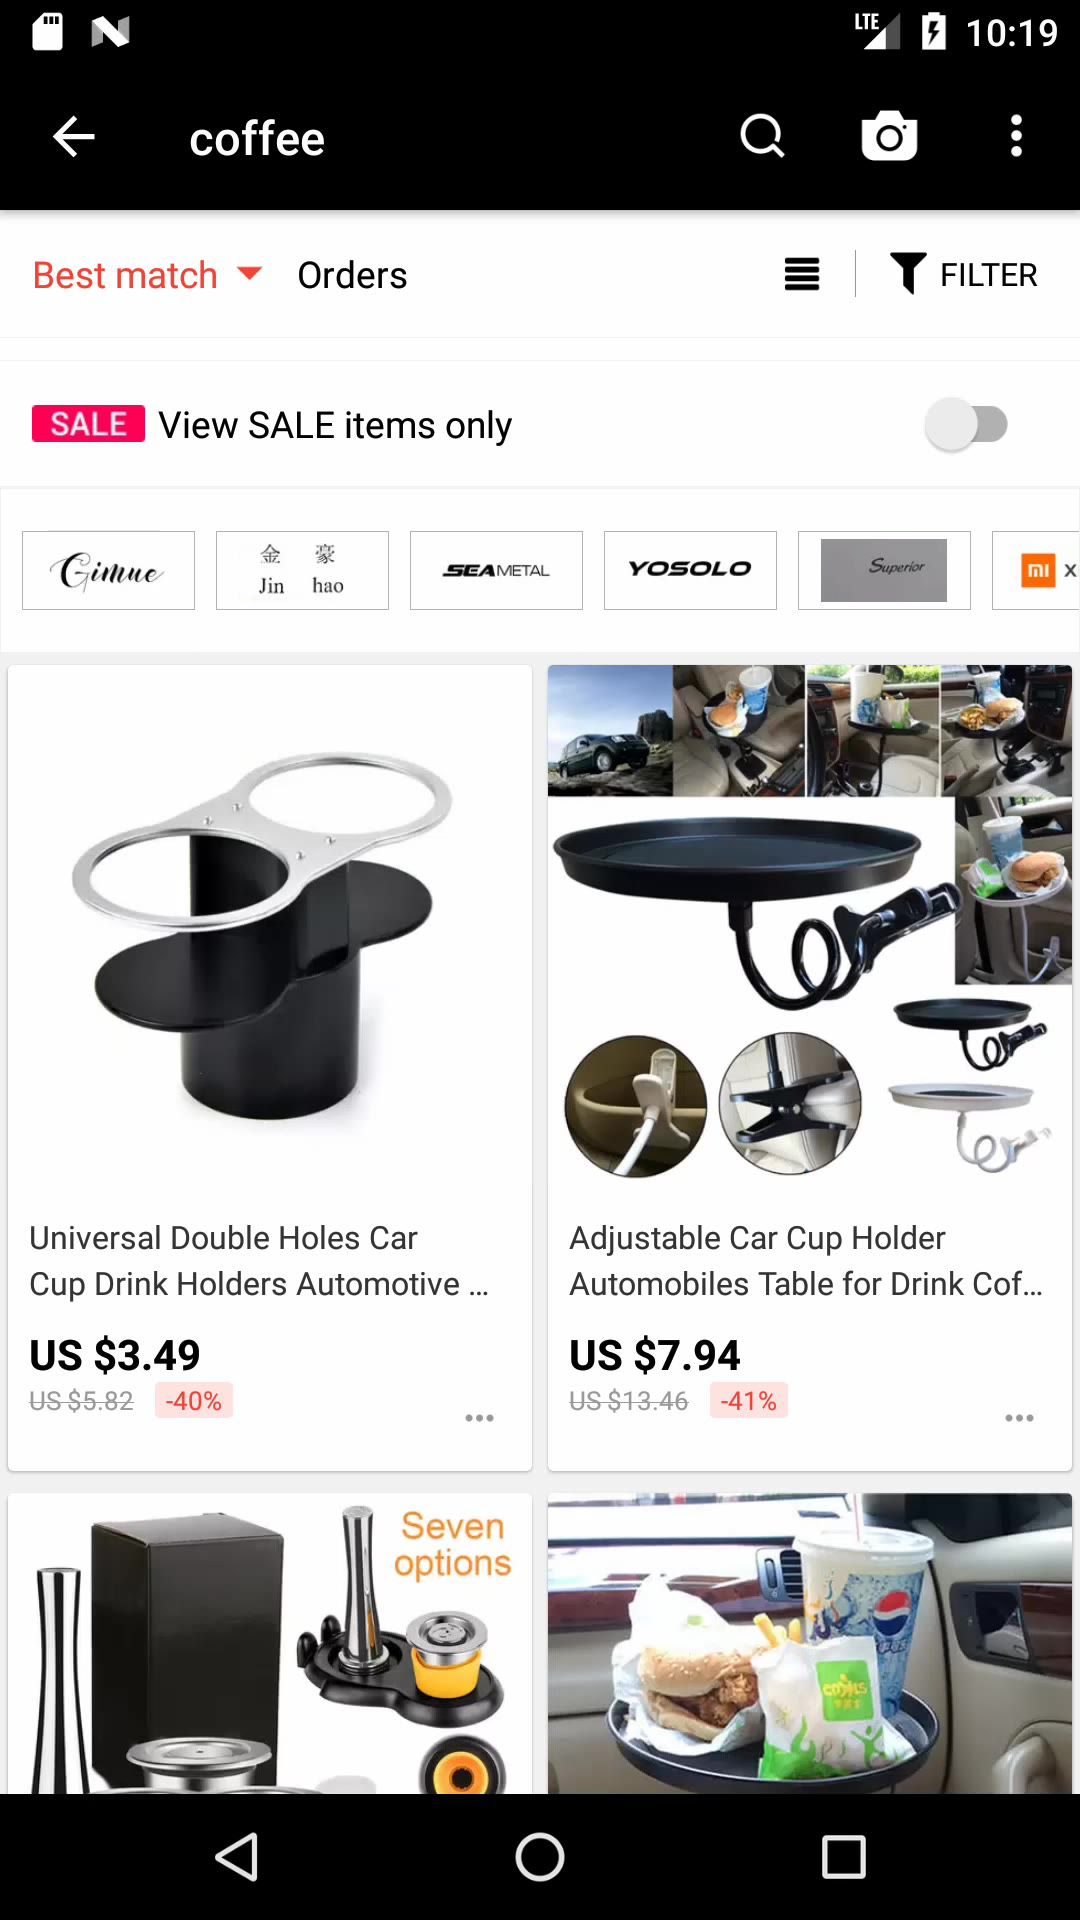 LTE 10:19
coffee
Best match Orders FILTER
SALE View SALE items only
Gimue
金 豪
Jin hao
SEAMETAL
YOSOLO
Superior
mi X
Universal Double Holes Car
Cup Drink Holders Automotive ...
US $3.49
US $5.82 -40%
Adjustable Car Cup Holder
Automobiles Table for Drink Cof...
US $7.94
US $13.46 -41%
Seven
options